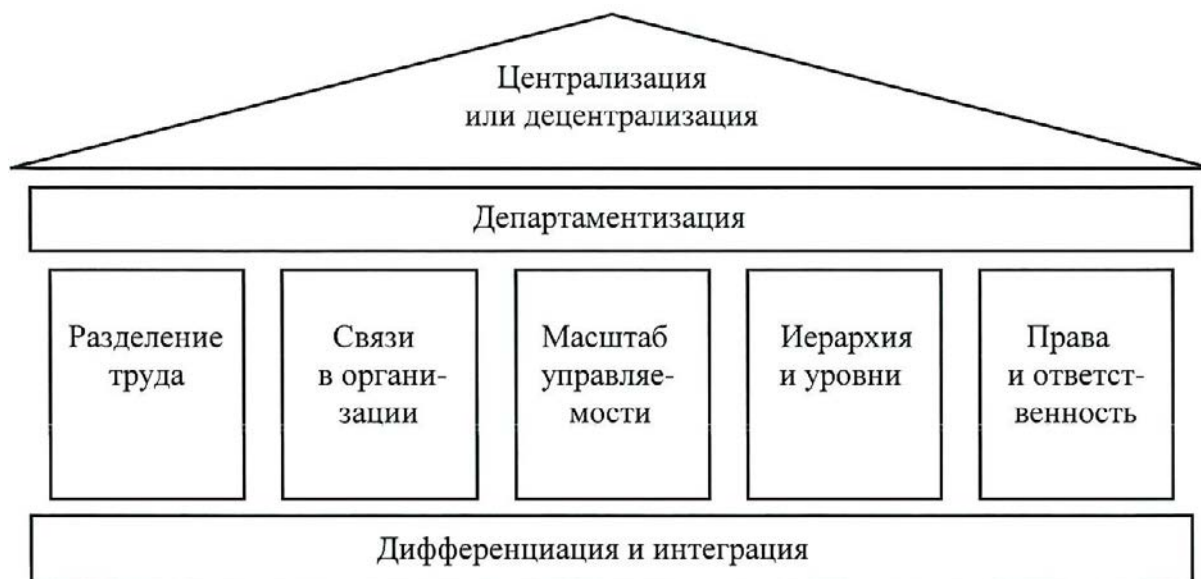 Централизация
или децентрализация
Департаментизация
Разделение
труда
Связи
в органи-
зации
Масштаб
управляе-
мости
Иерархия
и уровни
Права
и ответст-
венность
Дифференциация и интеграция